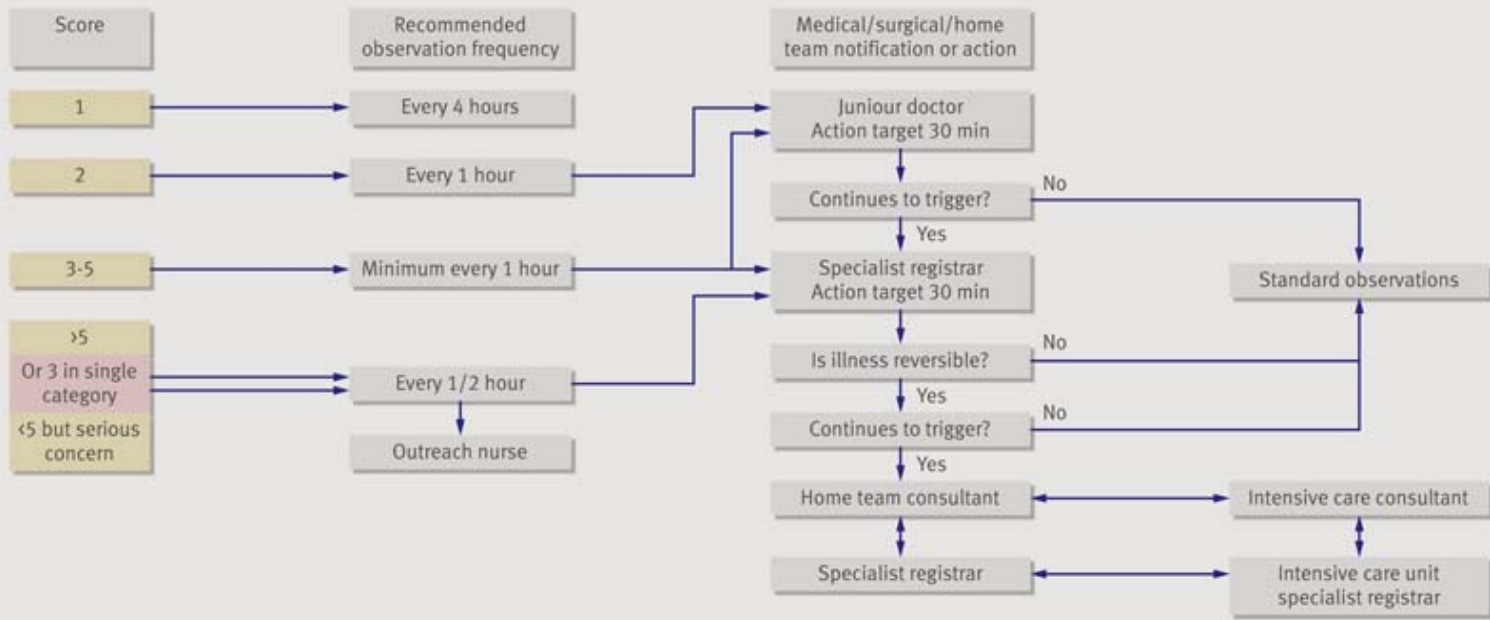 Score
Recommended
observation frequency
Medical/surgical/home
team notification or action
1
Every 4 hours
Juniour doctor
Action target 30 min
2
Every 1 hour
Continues to trigger?
No
Yes
3-5
Minimum every 1 hour
Specialist registrar
Action target 30 min
Standard observations
>5
Or 3 in single
category
<5 but serious
concern
Every 1/2 hour
Outreach nurse
Is illness reversible?
No
Yes
Continues to trigger?
No
Yes
Home team consultant
Intensive care consultant
Specialist registrar
Intensive care unit
specialist registrar